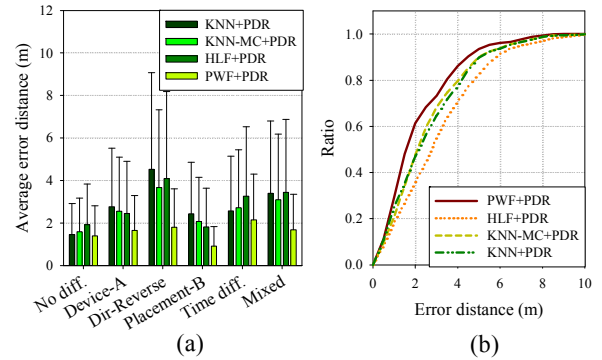 12
10
8
6
4
2
0
Average error distance (m)
KNN+PDR
KNN-MC+PDR
HLF+PDR
PWF+PDR
No diff.
Device-A
Dir-Reverse
Placement-B
Time diff.
Mixed
(a)
1.0
0.8
0.6
0.4
0.2
0.0
Ratio
PWF+PDR
HLF+PDR
KNN-MC+PDR
KNN+PDR
0 2 4 6 8 10
Error distance (m)
(b)